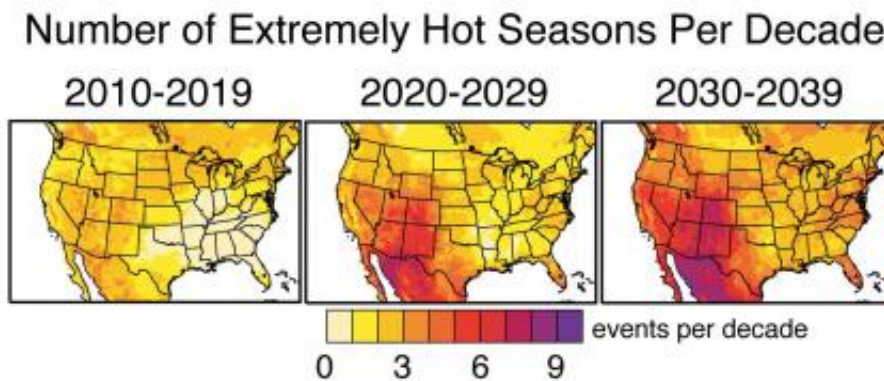 Number of Extremely Hot Seasons Per Decade
2010-2019 2020-2029 2030-2039
events per decade
0 3 6 9